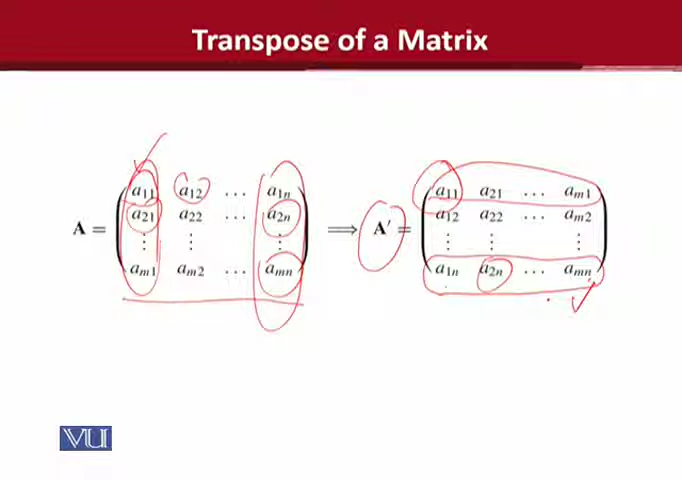 Transpose of a Matrix
A = ( a11 a12 ⋯ a1n
a21 a22 ⋯ a2n
⋮ ⋮ ⋮
am1 am2 ⋯ amn ) ⟹ A′ = ( a11 a21 ⋯ am1
a12 a22 ⋯ am2
⋮ ⋮ ⋮
a1n a2n ⋯ amn )
VU